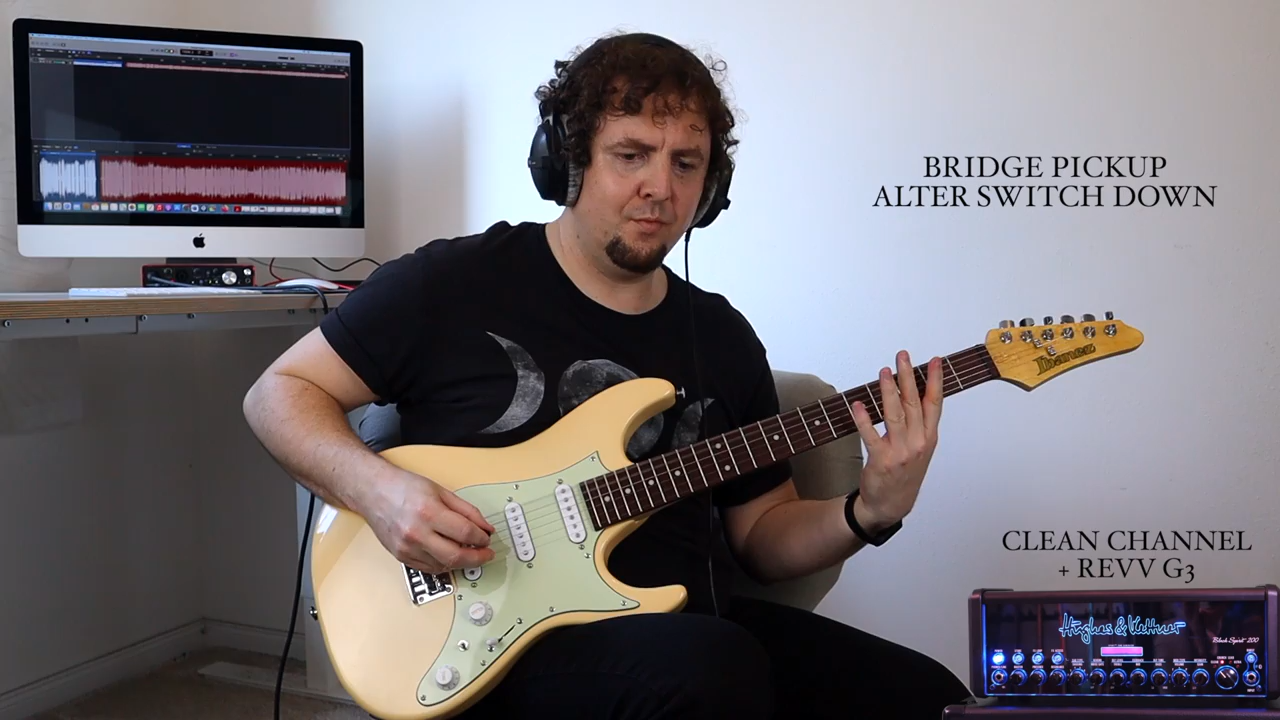 BRIDGE PICKUP
ALTER SWITCH DOWN
Ibanez
CLEAN CHANNEL
+ REVV G3
Hughes & Kettner
Black Spirit 200